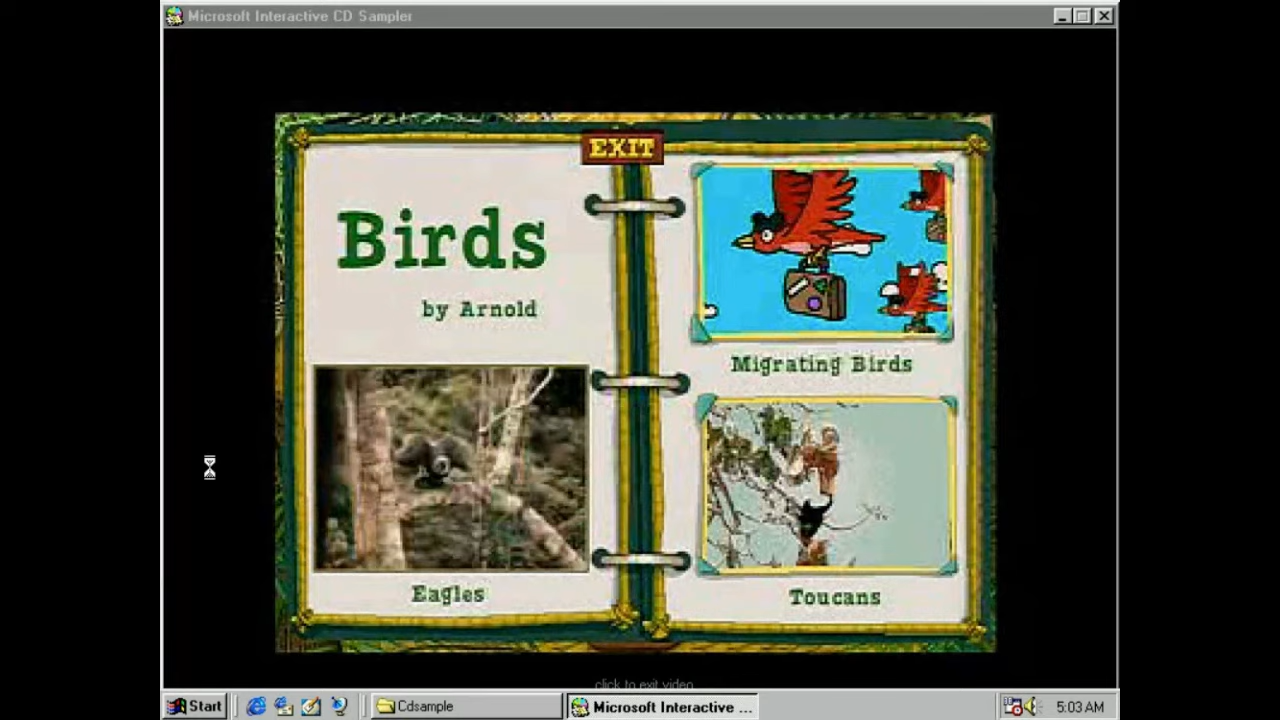 Microsoft Interactive CD Sampler
EXIT
Birds
by Arnold
Eagles
Migrating Birds
Toucans
click to exit video
Start
Cdsample
Microsoft Interactive ...
5:03 AM